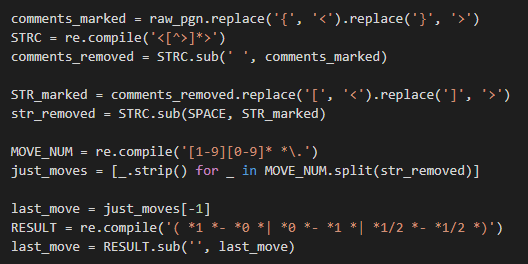 comments_marked = raw_pgn.replace('{', '<').replace('}', '>')
STRC = re.compile('<[^>]*>')
comments_removed = STRC.sub(' ', comments_marked)
STR_marked = comments_removed.replace('[', '<').replace(']', '>')
str_removed = STRC.sub(SPACE, STR_marked)
MOVE_NUM = re.compile('[1-9][0-9]* *\.')
just_moves = [_.strip() for _ in MOVE_NUM.split(str_removed)]
last_move = just_moves[-1]
RESULT = re.compile('( *1 *- *0 *| *0 *- *1 *| *1/2 *- *1/2 *)')
last_move = RESULT.sub('', last_move)